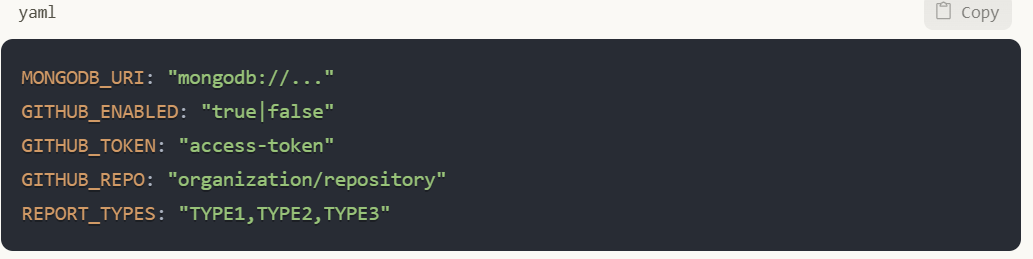 yaml
Copy
MONGODB_URI: "mongodb://..."
GITHUB_ENABLED: "true|false"
GITHUB_TOKEN: "access-token"
GITHUB_REPO: "organization/repository"
REPORT_TYPES: "TYPE1,TYPE2,TYPE3"